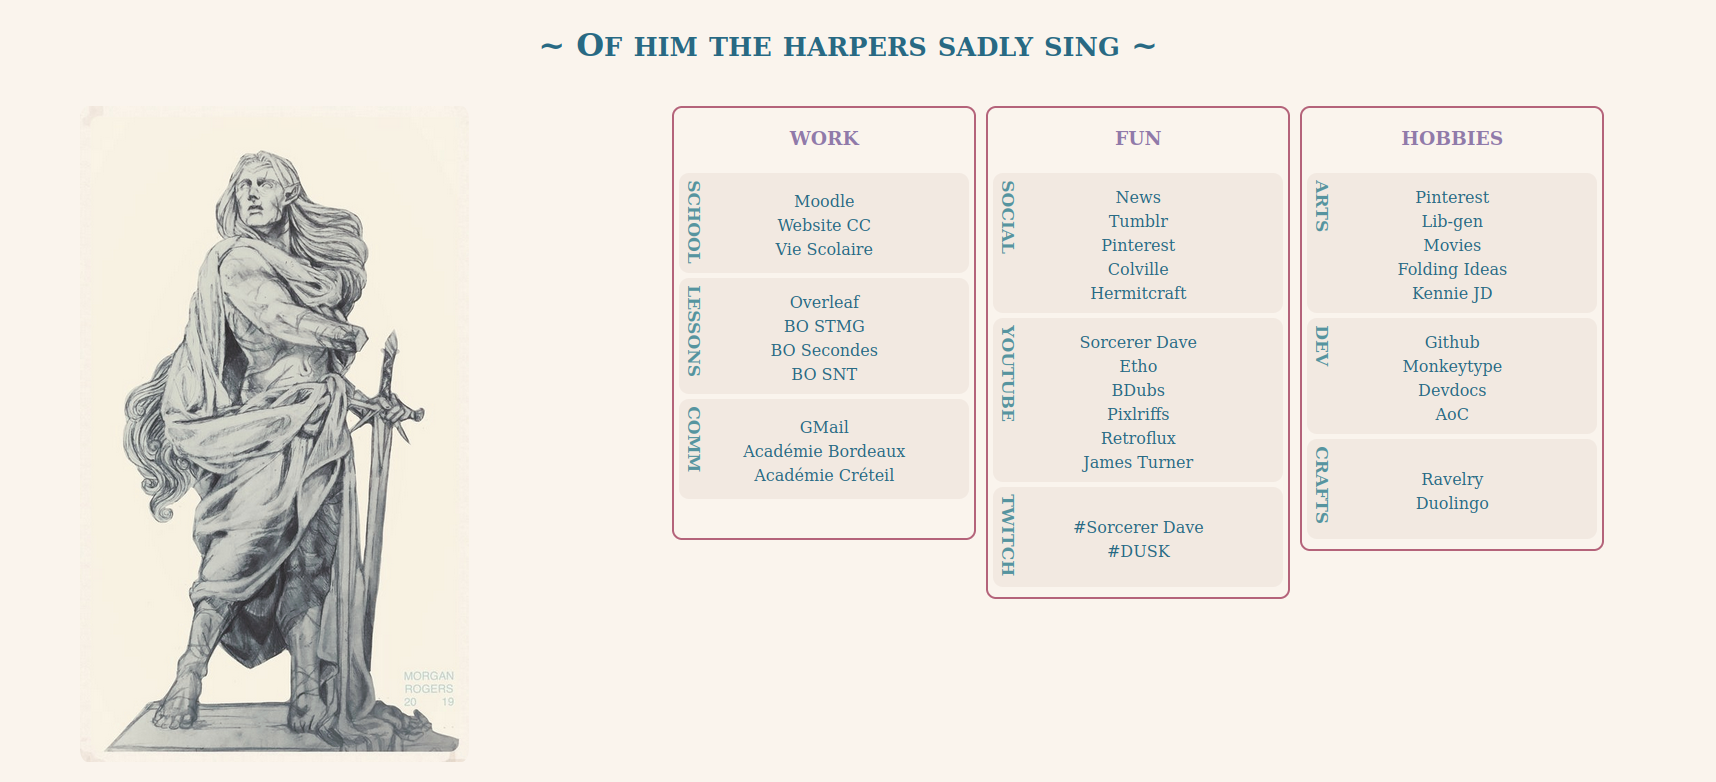 ~ Of him the harpers sadly sing ~
WORK
SCHOOL
Moodle
Website CC
Vie Scolaire
LESSONS
Overleaf
BO STMG
BO Secondes
BO SNT
COMM
GMail
Académie Bordeaux
Académie Créteil
FUN
SOCIAL
News
Tumblr
Pinterest
Colville
Hermitcraft
YOUTUBE
Sorcerer Dave
Etho
BDubs
Pixlriffs
Retroflux
James Turner
TWITCH
#Sorcerer Dave
#DUSK
HOBBIES
ARTS
Pinterest
Lib-gen
Movies
Folding Ideas
Kennie JD
DEV
Github
Monkeytype
Devdocs
AoC
CRAFTS
Ravelry
Duolingo
MORGAN
ROGERS
20 19